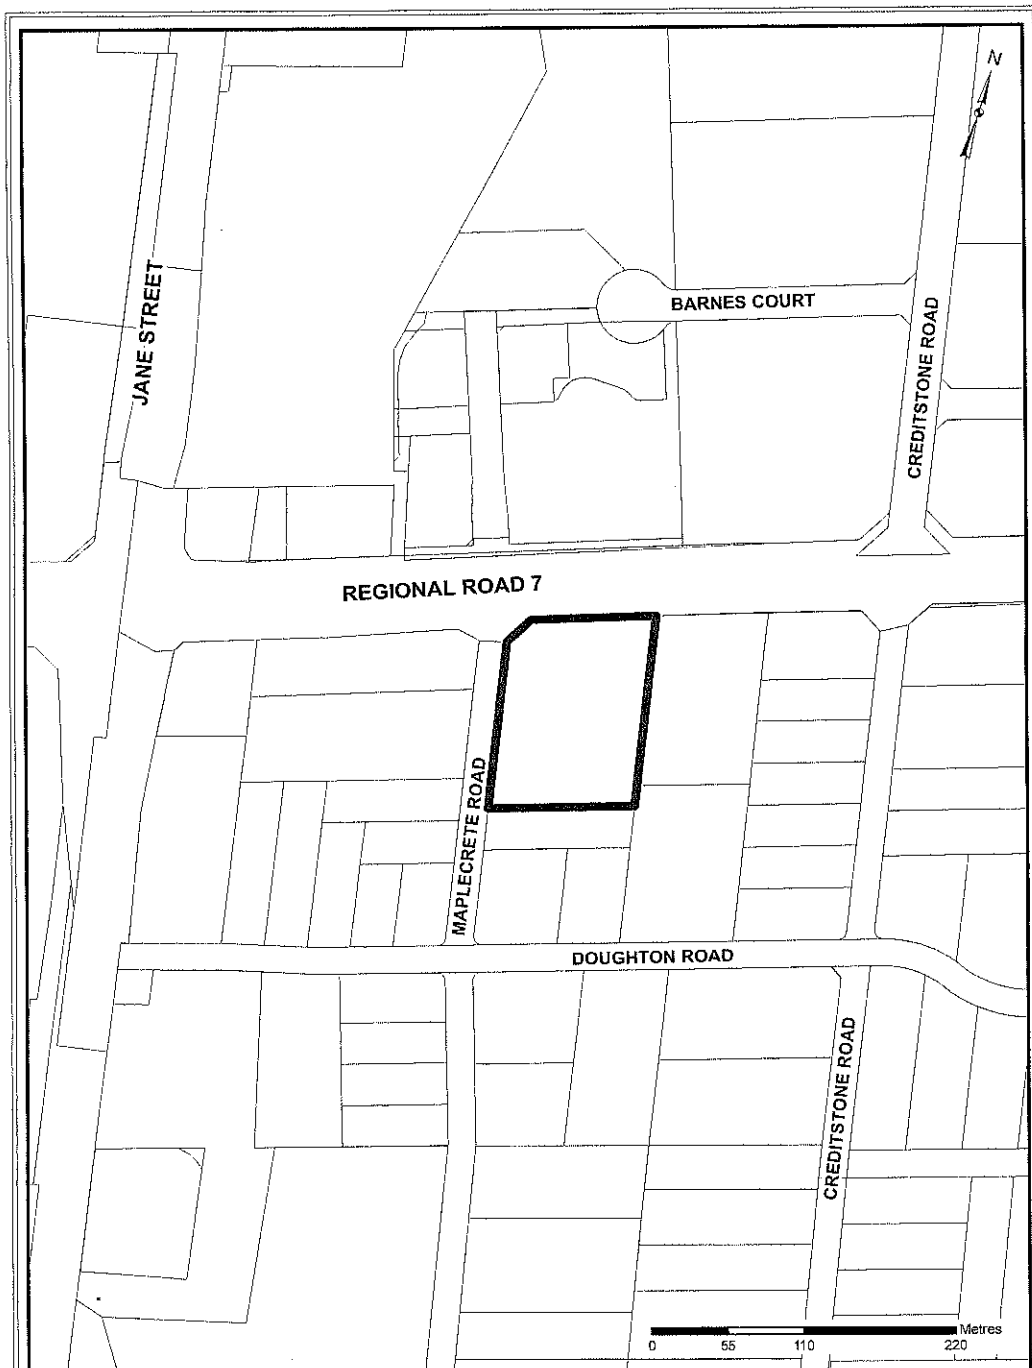 N
JANE STREET
BARNES COURT
CREDITSTONE ROAD
REGIONAL ROAD 7
MAPLECRETE ROAD
DOUGHTON ROAD
CREDITSTONE ROAD
Metres
0 55 110 220